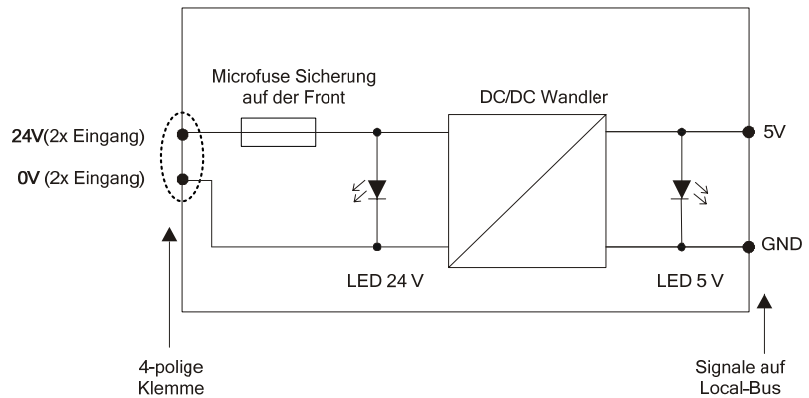 Microfuse Sicherung
auf der Front
DC/DC Wandler
24V(2x Eingang)
5V
0V (2x Eingang)
GND
LED 24 V
LED 5 V
4-polige
Klemme
Signale auf
Local-Bus